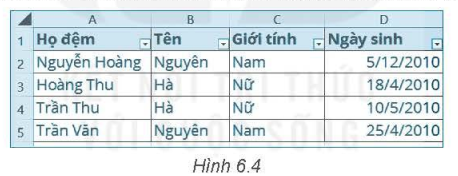 A B C D
1 Họ đệm Tên Giới tính Ngày sinh
2 Nguyễn Hoàng Nguyên Nam 5/12/2010
3 Hoàng Thu Hà Nữ 18/4/2010
4 Trần Thu Hà Nữ 10/5/2010
5 Trần Văn Nguyên Nam 25/4/2010
Hình 6.4